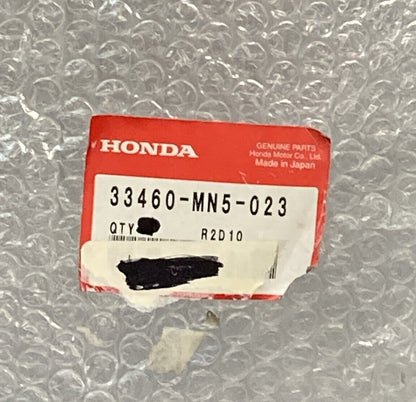 HONDA
GENUINE PARTS
Honda Motor Co., Ltd.
Made in Japan
33460-MN5-023
QTY
R2D10